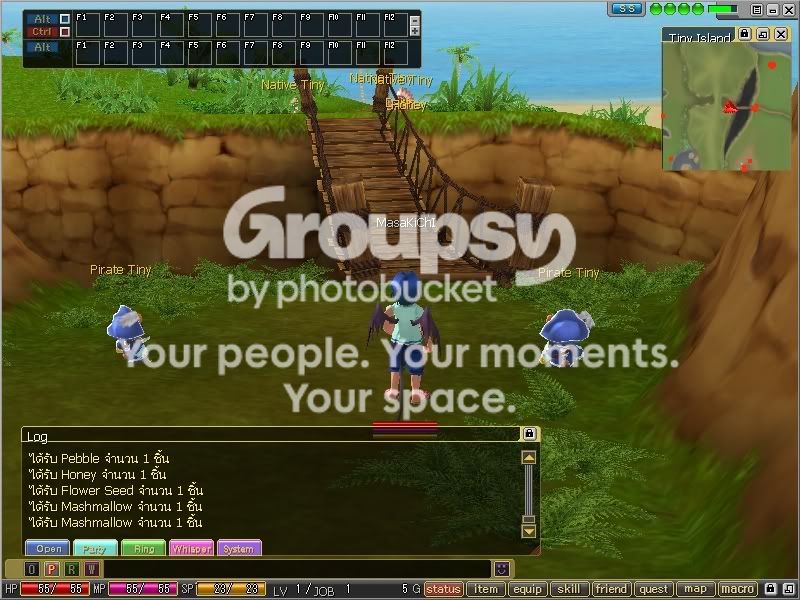 Alt F1 F2 F3 F4 F5 F6 F7 F8 F9 F10 F11 F12
Ctrl
Alt F1 F2 F3 F4 F5 F6 F7 F8 F9 F10 F11 F12
SS
Tiny Island
Native Tiny
Native Tiny
MasaKiChI
Groupsy
by photobucket
Pirate Tiny
Pirate Tiny
Your people. Your moments.
Your space.
Log
ได้รับ Pebble จำนวน 1 ชิ้น
ได้รับ Honey จำนวน 1 ชิ้น
ได้รับ Flower Seed จำนวน 1 ชิ้น
ได้รับ Mashmallow จำนวน 1 ชิ้น
ได้รับ Mashmallow จำนวน 1 ชิ้น
Open Party Ring Whisper System
O P R W
HP 55/ 55 MP 55/ 55 SP 23/ 23 LV 1 / JOB 1 5 G status item equip skill friend quest map macro